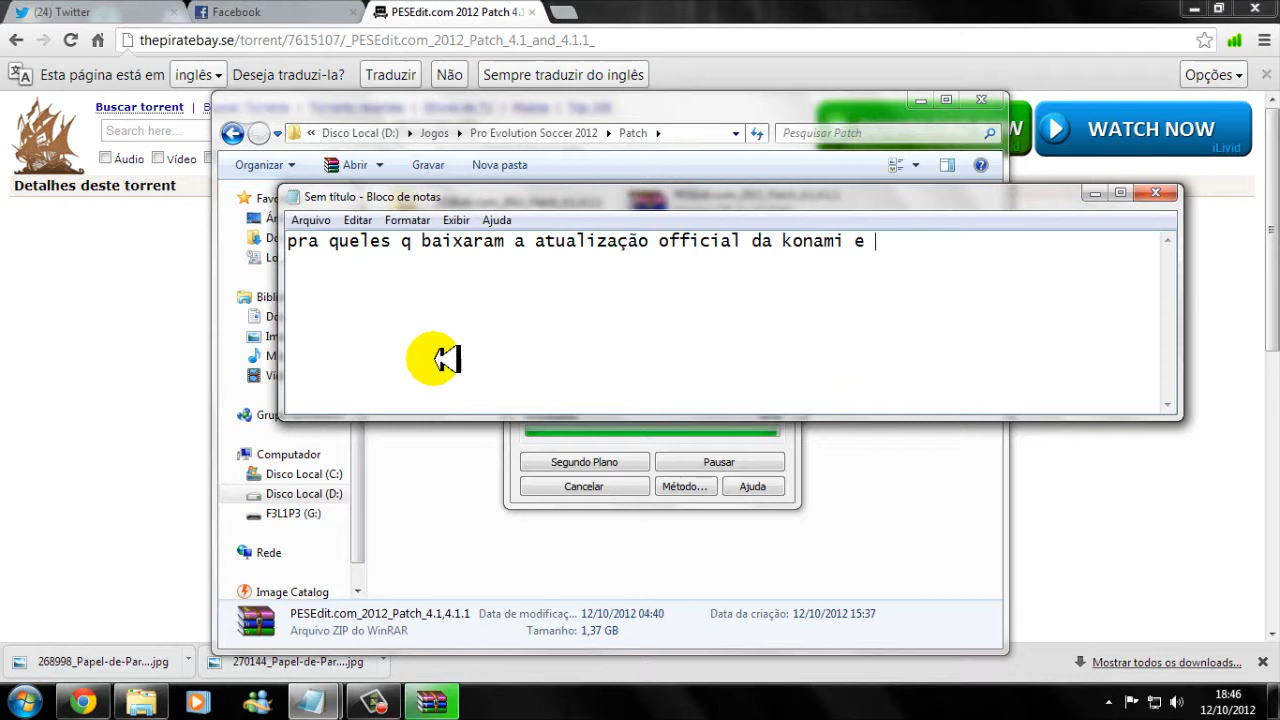 (24) Twitter
Facebook
PESEdit.com 2012 Patch 4.1
thepiratebay.se/torrent/7615107/_PESEdit.com_2012_Patch_4.1_and_4.1.1_
Esta página está em inglês Deseja traduzi-la? Traduzir Não Sempre traduzir do inglês Opções
Buscar torrent
Search here...
Áudio Vídeo
Detalhes deste torrent
WATCH NOW
iLivid
Disco Local (D:) Jogos Pro Evolution Soccer 2012 Patch
Pesquisar Patch
Organizar Abrir Gravar Nova pasta
Sem título - Bloco de notas
Arquivo Editar Formatar Exibir Ajuda
pra queles q baixaram a atualização official da konami e
Computador
Disco Local (C:)
Disco Local (D:)
F3L1P3 (G:)
Rede
Image Catalog
Segundo Plano Pausar
Cancelar Método... Ajuda
PESEdit.com_2012_Patch_4.1,4.1.1 Data de modificaç... 12/10/2012 04:40 Data da criação: 12/10/2012 15:37
Arquivo ZIP do WinRAR Tamanho: 1,37 GB
268998_Papel-de-Par....jpg
270144_Papel-de-Par....jpg
Mostrar todos os downloads...
18:46
12/10/2012